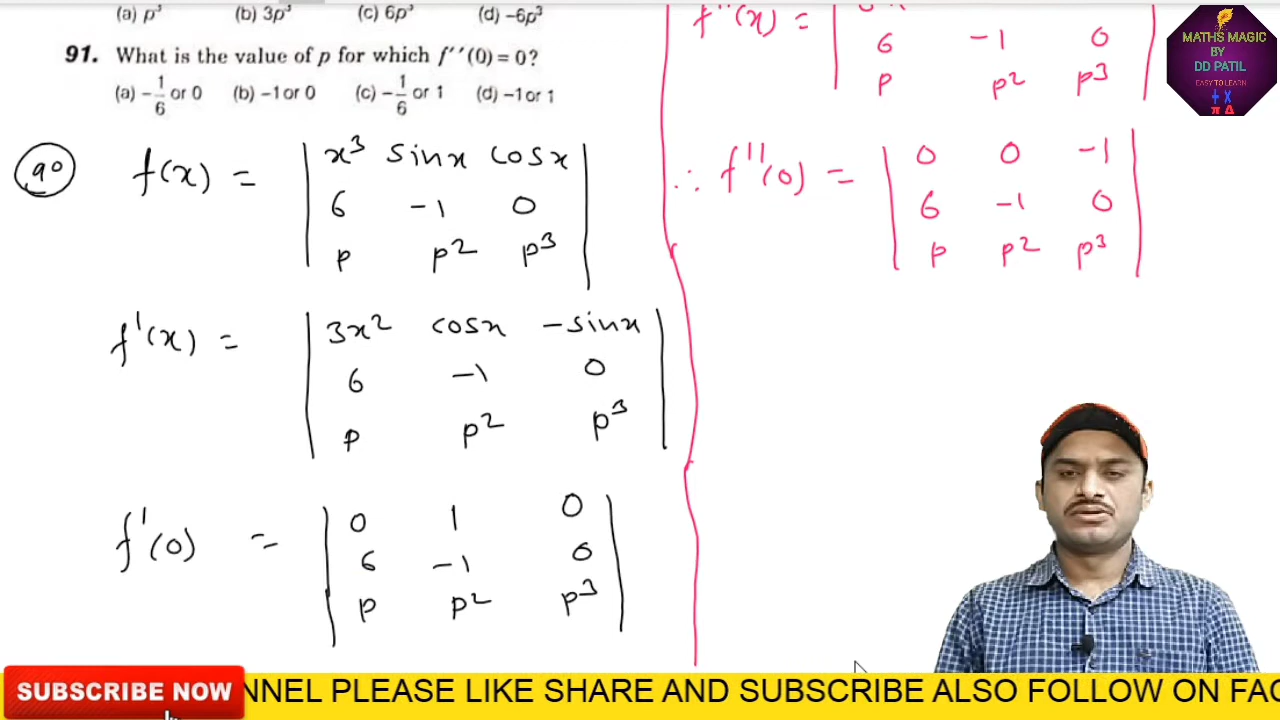 (a) p³ (b) 3p³ (c) 6p³ (d) -6p³
91. What is the value of p for which f''(0) = 0?
(a) -1/6 or 0 (b) -1 or 0 (c) -1/6 or 1 (d) -1 or 1
90 f(x) = | x³ sinx cosx |
| 6 -1 0 |
| p p² p³ |
f'(x) = | 3x² cosx -sinx |
| 6 -1 0 |
| p p² p³ |
f'(0) = | 0 1 0 |
| 6 -1 0 |
| p p² p³ |
f''(x) =
| 6 -1 0 |
| p p² p³ |
∴ f''(0) = | 0 0 -1 |
| 6 -1 0 |
| p p² p³ |
MATHS MAGIC
BY
DD PATIL
EASY TO LEARN
+ X
π Δ
SUBSCRIBE NOW
NNEL PLEASE LIKE SHARE AND SUBSCRIBE ALSO FOLLOW ON FAC